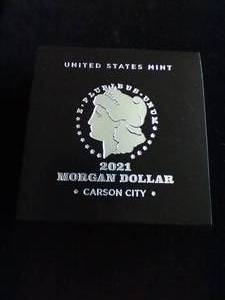 UNITED STATES MINT
E·PLURIBUS·UNUM
2021
MORGAN DOLLAR
CARSON CITY